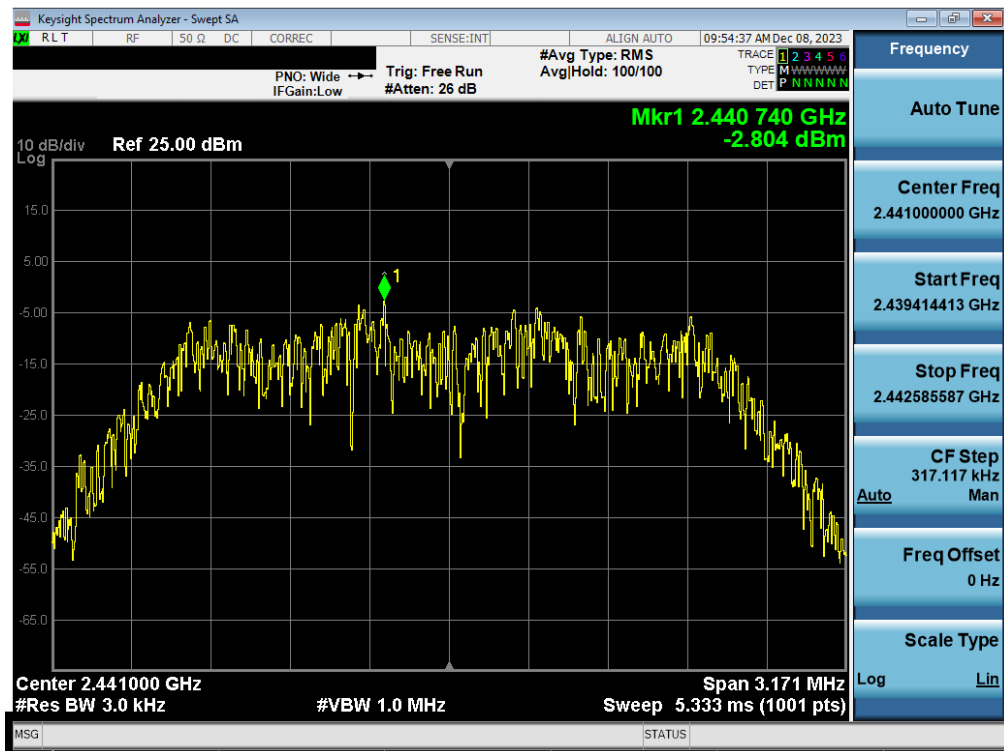 Keysight Spectrum Analyzer - Swept SA
LXI RLT RF 50 Ω DC CORREC SENSE:INT ALIGN AUTO 09:54:37 AM Dec 08, 2023
PNO: Wide
IFGain:Low
Trig: Free Run
#Atten: 26 dB
#Avg Type: RMS
Avg|Hold: 100/100
TRACE 1 2 3 4 5 6
TYPE M WWWWW
DET P N N N N N
Mkr1 2.440 740 GHz
-2.804 dBm
10 dB/div
Log
Ref 25.00 dBm
15.0
5.00
-5.00
-15.0
-25.0
-35.0
-45.0
-55.0
-65.0
1
Center 2.441000 GHz
#Res BW 3.0 kHz
#VBW 1.0 MHz
Span 3.171 MHz
Sweep 5.333 ms (1001 pts)
MSG
STATUS
Frequency
Auto Tune
Center Freq
2.441000000 GHz
Start Freq
2.439414413 GHz
Stop Freq
2.442585587 GHz
CF Step
317.117 kHz
Auto Man
Freq Offset
0 Hz
Scale Type
Log Lin